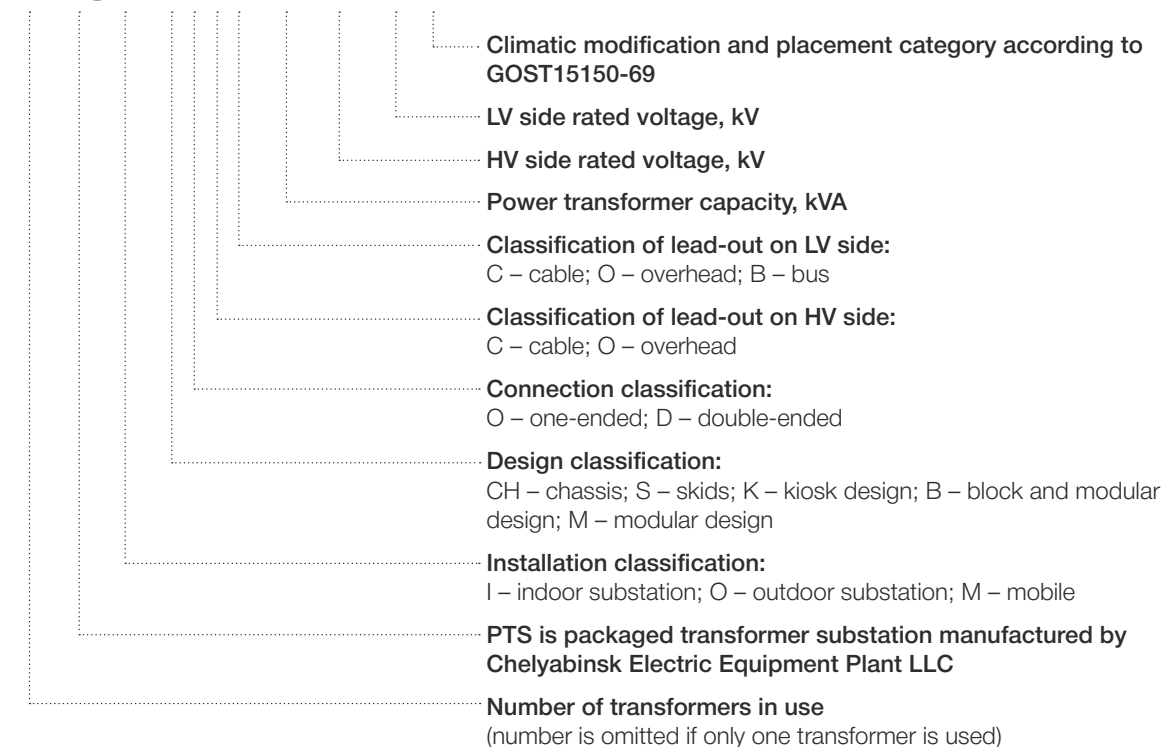 Climatic modification and placement category according to
GOST15150-69
LV side rated voltage, kV
HV side rated voltage, kV
Power transformer capacity, kVA
Classification of lead-out on LV side:
C – cable; O – overhead; B – bus
Classification of lead-out on HV side:
C – cable; O – overhead
Connection classification:
O – one-ended; D – double-ended
Design classification:
CH – chassis; S – skids; K – kiosk design; B – block and modular
design; M – modular design
Installation classification:
I – indoor substation; O – outdoor substation; M – mobile
PTS is packaged transformer substation manufactured by
Chelyabinsk Electric Equipment Plant LLC
Number of transformers in use
(number is omitted if only one transformer is used)